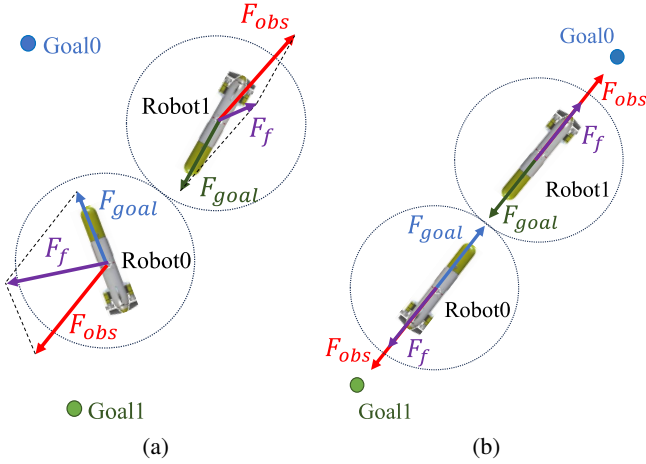 Goal0
F_obs
Robot1
F_f
F_goal
F_goal
F_f
Robot0
F_obs
Goal1
(a)
Goal0
F_obs
F_f
Robot1
F_goal
F_goal
Robot0
F_obs
F_f
Goal1
(b)